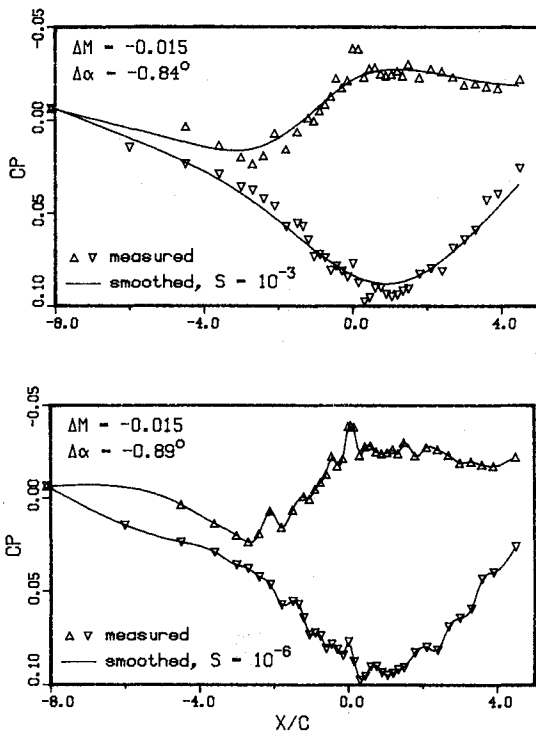 -0.05
0.00
0.05
0.10
CP
ΔM = -0.015
Δα = -0.84°
△ ▽ measured
— smoothed, S = 10⁻³
-8.0
-4.0
0.0
4.0
-0.05
0.00
0.05
0.10
CP
ΔM = -0.015
Δα = -0.89°
△ ▽ measured
— smoothed, S = 10⁻⁶
-8.0
-4.0
0.0
4.0
X/C